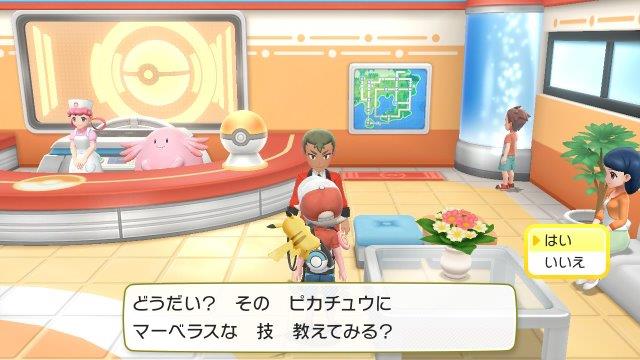 はい
いいえ
どうだい？　その　ピカチュウに
マーベラスな　技　教えてみる？